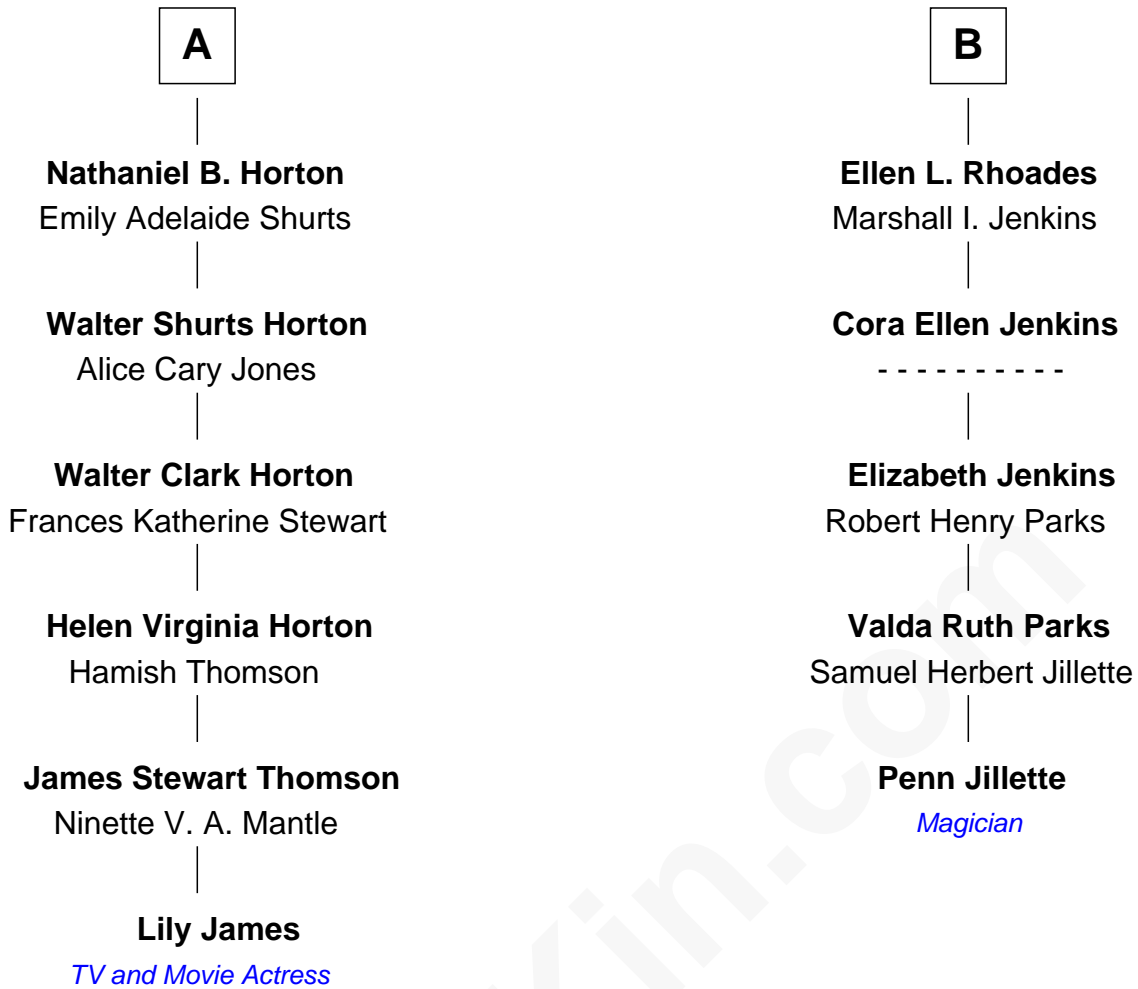 A
Nathaniel B. Horton
Emily Adelaide Shurts
Walter Shurts Horton
Alice Cary Jones
Walter Clark Horton
Frances Katherine Stewart
Helen Virginia Horton
Hamish Thomson
James Stewart Thomson
Ninette V. A. Mantle
Lily James
TV and Movie Actress
B
Ellen L. Rhoades
Marshall I. Jenkins
Cora Ellen Jenkins
- - - - - - - - - -
Elizabeth Jenkins
Robert Henry Parks
Valda Ruth Parks
Samuel Herbert Jillette
Penn Jillette
Magician